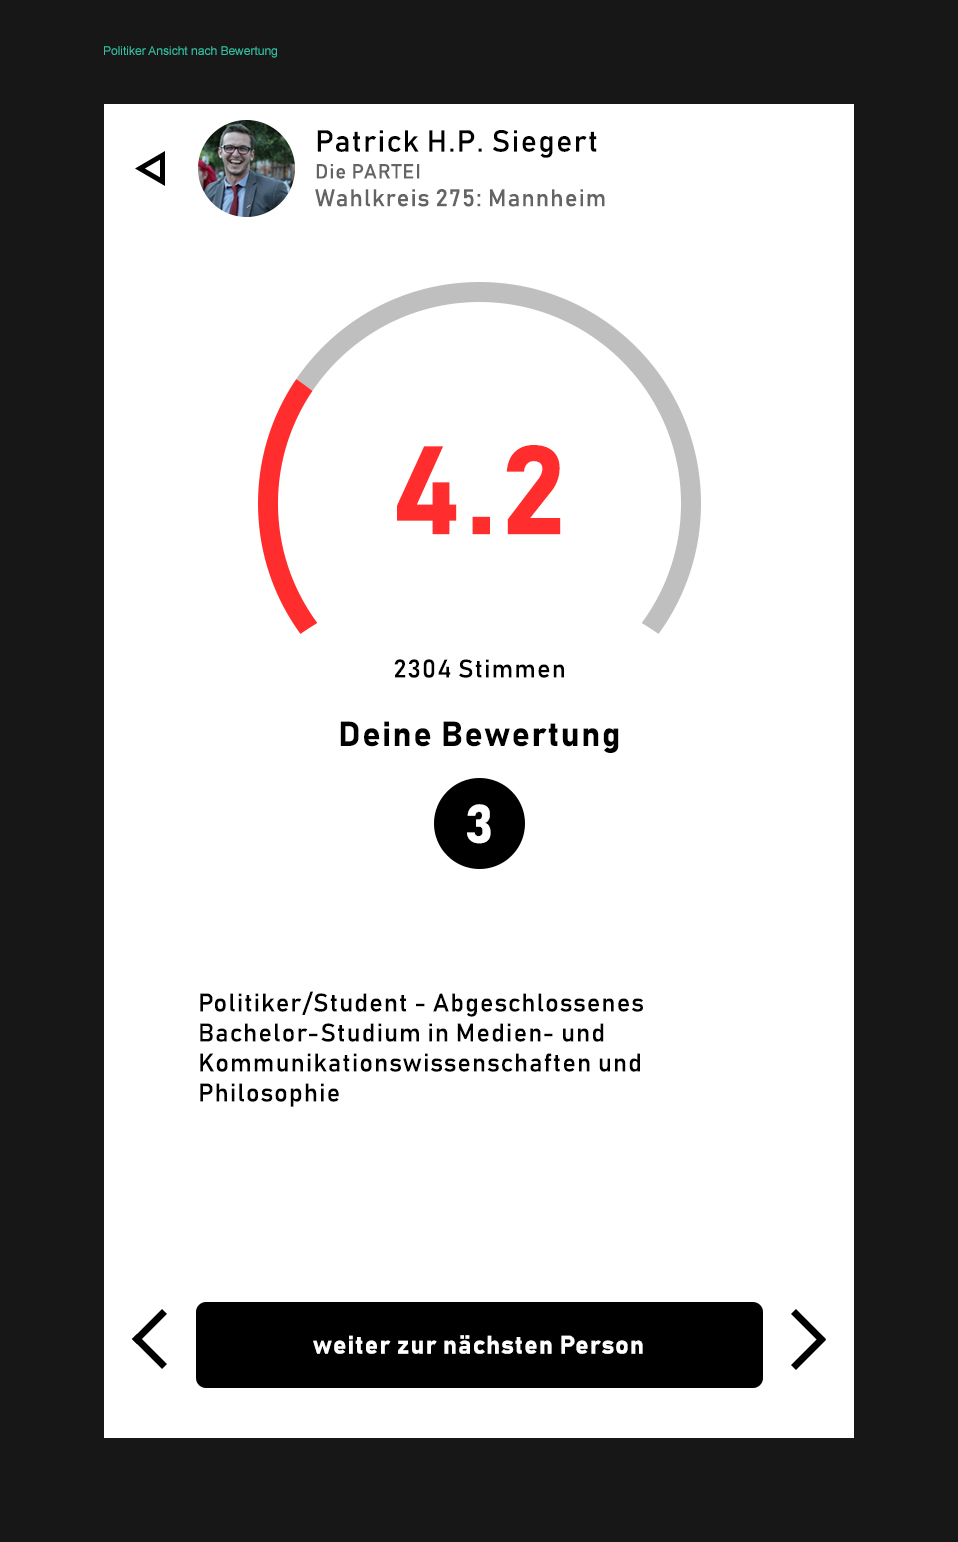 Politiker Ansicht nach Bewertung
Patrick H.P. Siegert
Die PARTEI
Wahlkreis 275: Mannheim
4.2
2304 Stimmen
Deine Bewertung
3
Politiker/Student - Abgeschlossenes
Bachelor-Studium in Medien- und
Kommunikationswissenschaften und
Philosophie
weiter zur nächsten Person